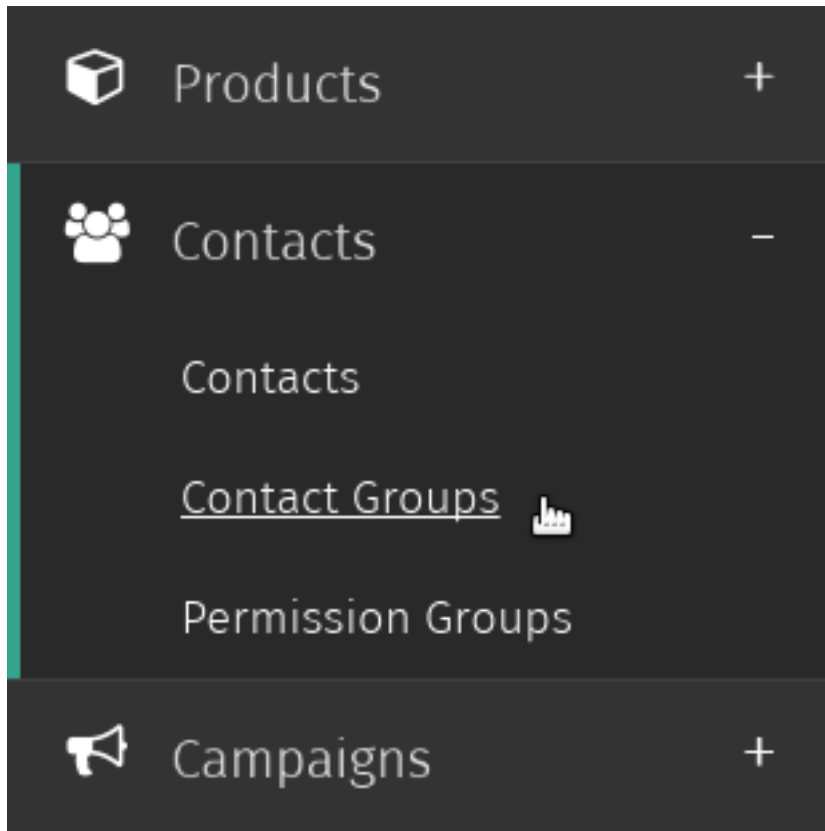 Products +
Contacts –
Contacts
Contact Groups
Permission Groups
Campaigns +